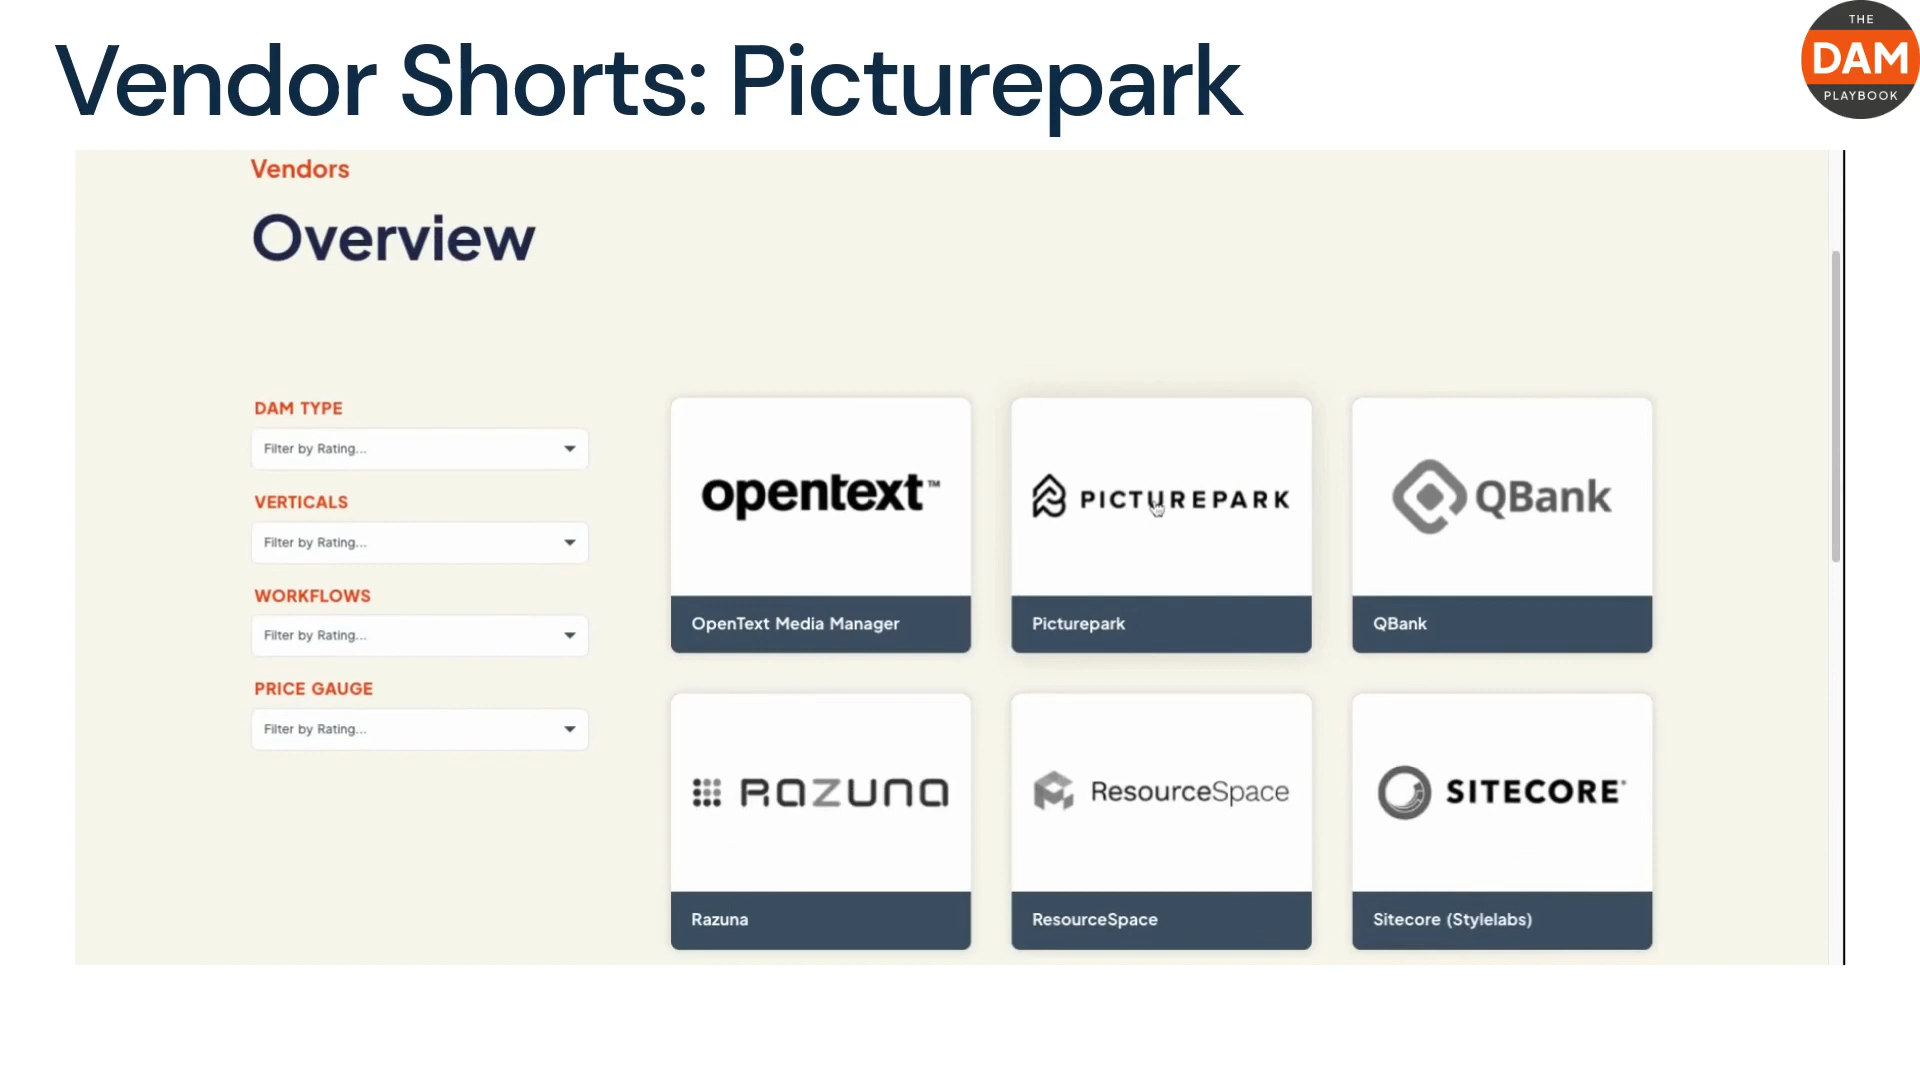 Vendor Shorts: Picturepark
THE
DAM
PLAYBOOK
Vendors
Overview
DAM TYPE
Filter by Rating...
VERTICALS
Filter by Rating...
WORKFLOWS
Filter by Rating...
PRICE GAUGE
Filter by Rating...
opentext™
OpenText Media Manager
PICTUREPARK
Picturepark
QBank
QBank
RAZUNA
Razuna
ResourceSpace
ResourceSpace
SITECORE®
Sitecore (Stylelabs)